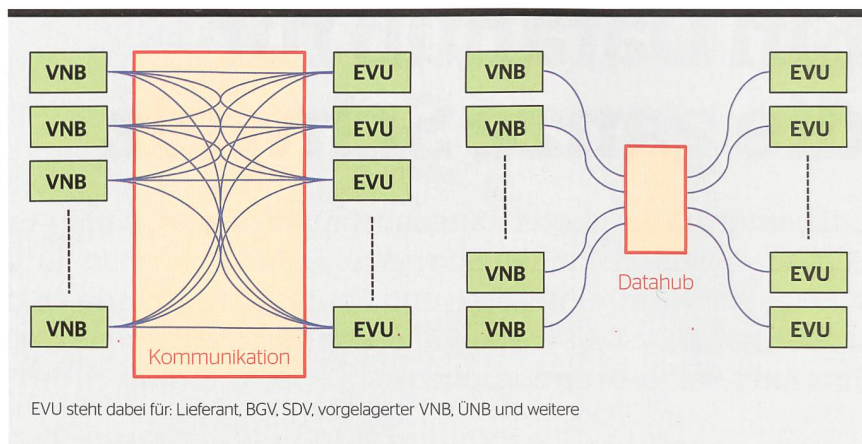 VNB EVU VNB EVU
VNB EVU VNB EVU
VNB EVU
VNB EVU
Datahub
VNB EVU VNB EVU
Kommunikation
EVU steht dabei für: Lieferant, BGV, SDV, vorgelagerter VNB, ÜNB und weitere